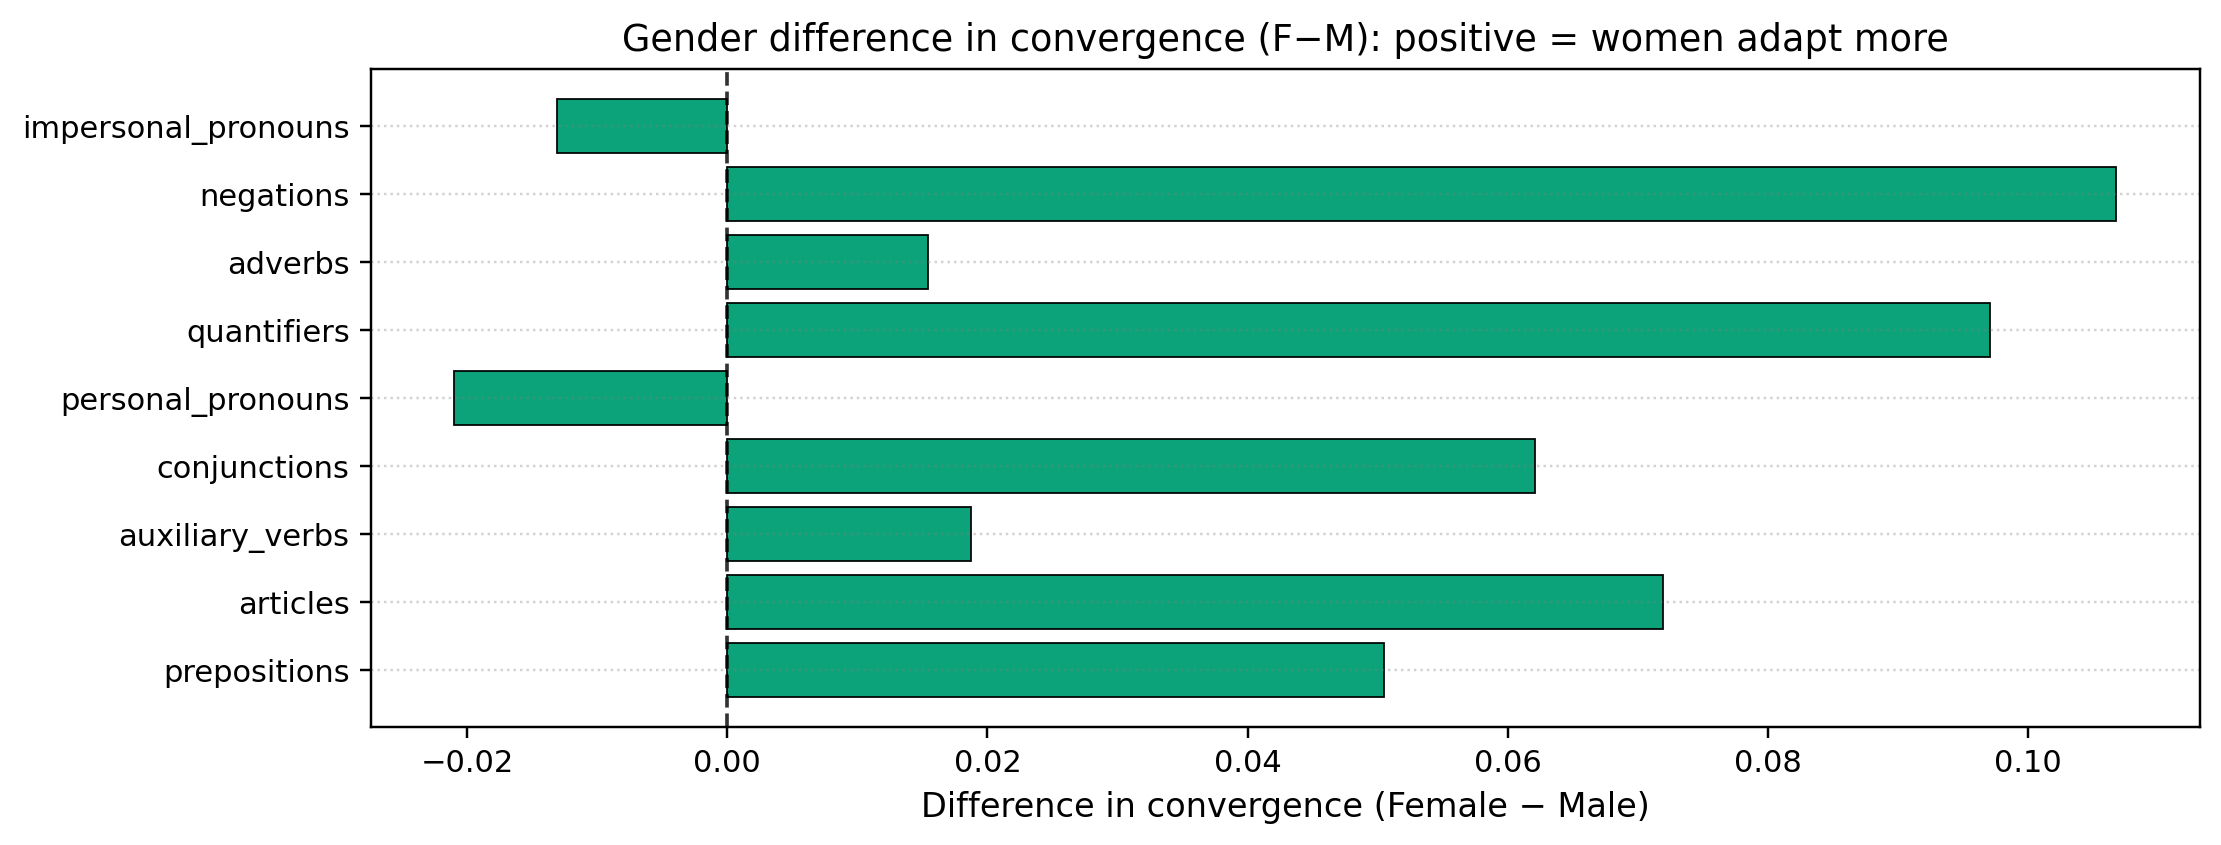 Gender difference in convergence (F−M): positive = women adapt more
impersonal_pronouns
negations
adverbs
quantifiers
personal_pronouns
conjunctions
auxiliary_verbs
articles
prepositions
−0.02 0.00 0.02 0.04 0.06 0.08 0.10
Difference in convergence (Female − Male)